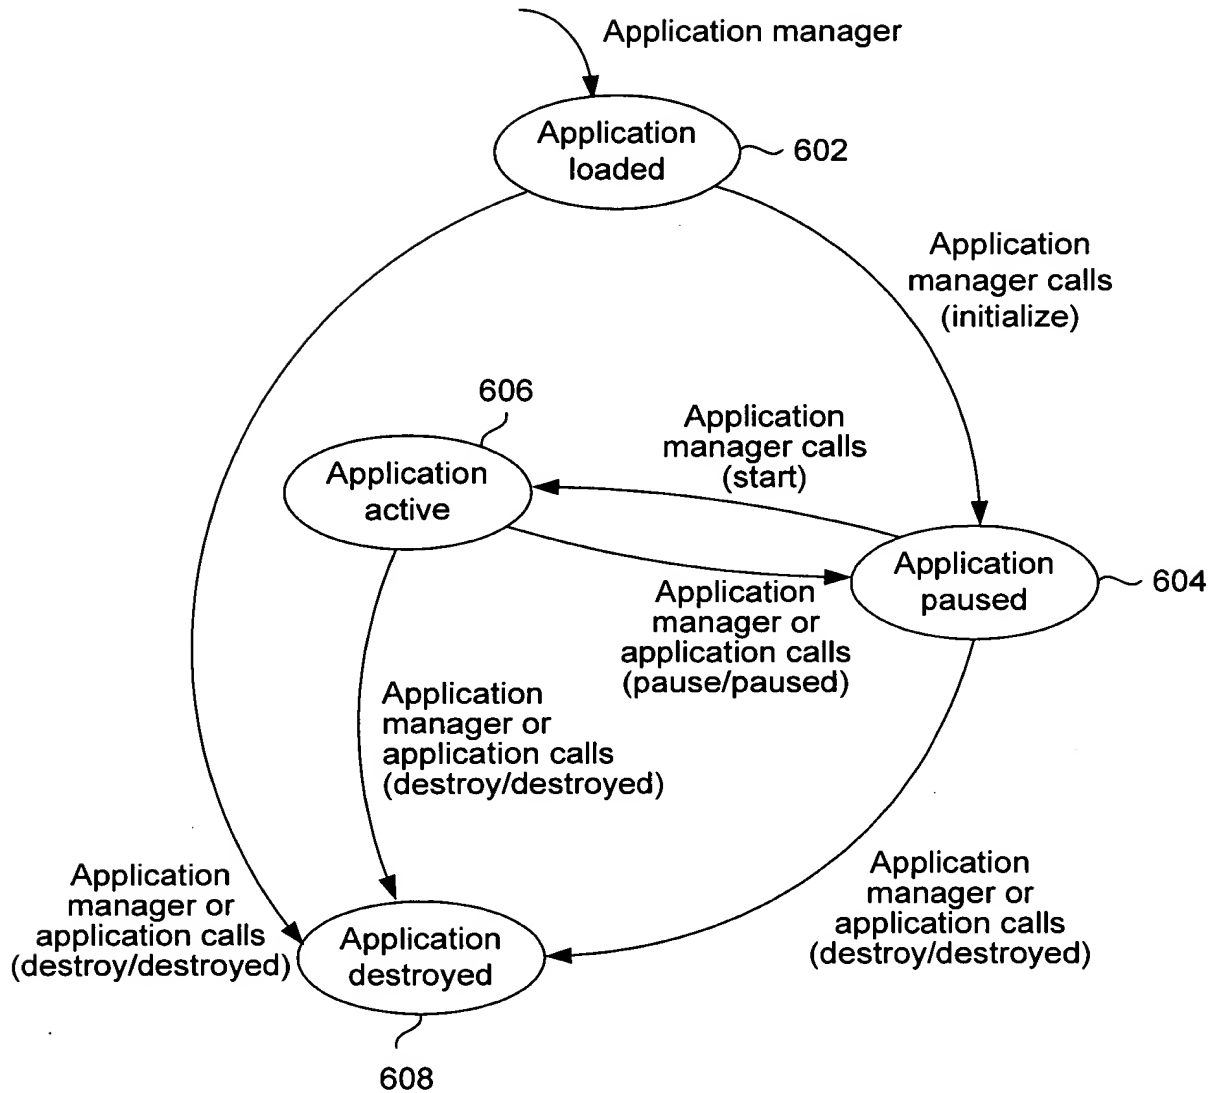 Application manager
Application
loaded
602
Application
manager calls
(initialize)
606
Application
manager calls
(start)
Application
active
Application
paused
604
Application
manager or
application calls
(pause/paused)
Application
manager or
application calls
(destroy/destroyed)
Application
manager or
application calls
(destroy/destroyed)
Application
manager or
application calls
(destroy/destroyed)
Application
destroyed
608